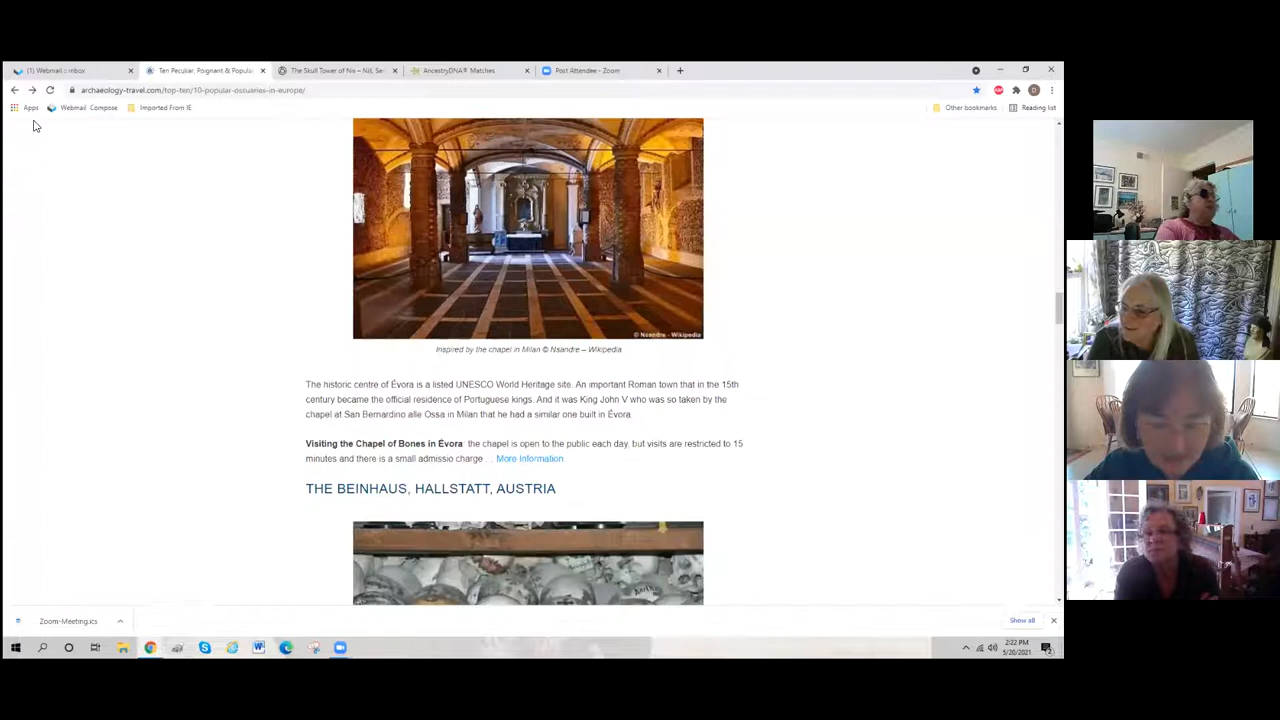 (1) Webmail :: Inbox
Ten Peculiar, Poignant & Popula
The Skull Tower of Nis – Niš, Se
AncestryDNA® Matches
Post Attendee - Zoom
archaeology-travel.com/top-ten/10-popular-ossuaries-in-europe/
Apps
Webmail Compose
Imported From IE
Other bookmarks
Reading list
© Nsandre - Wikipedia
Inspired by the chapel in Milan © Nsandre – Wikipedia
The historic centre of Évora is a listed UNESCO World Heritage site. An important Roman town that in the 15th
century became the official residence of Portuguese kings. And it was King John V who was so taken by the
chapel at San Bernardino alle Ossa in Milan that he had a similar one built in Évora
Visiting the Chapel of Bones in Évora the chapel is open to the public each day, but visits are restricted to 15
minutes and there is a small admissio charge . . More Information
THE BEINHAUS, HALLSTATT, AUSTRIA
Zoom-Meeting.ics
Show all
2:22 PM
5/20/2021